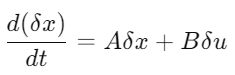 d(δx)/dt = Aδx + Bδu